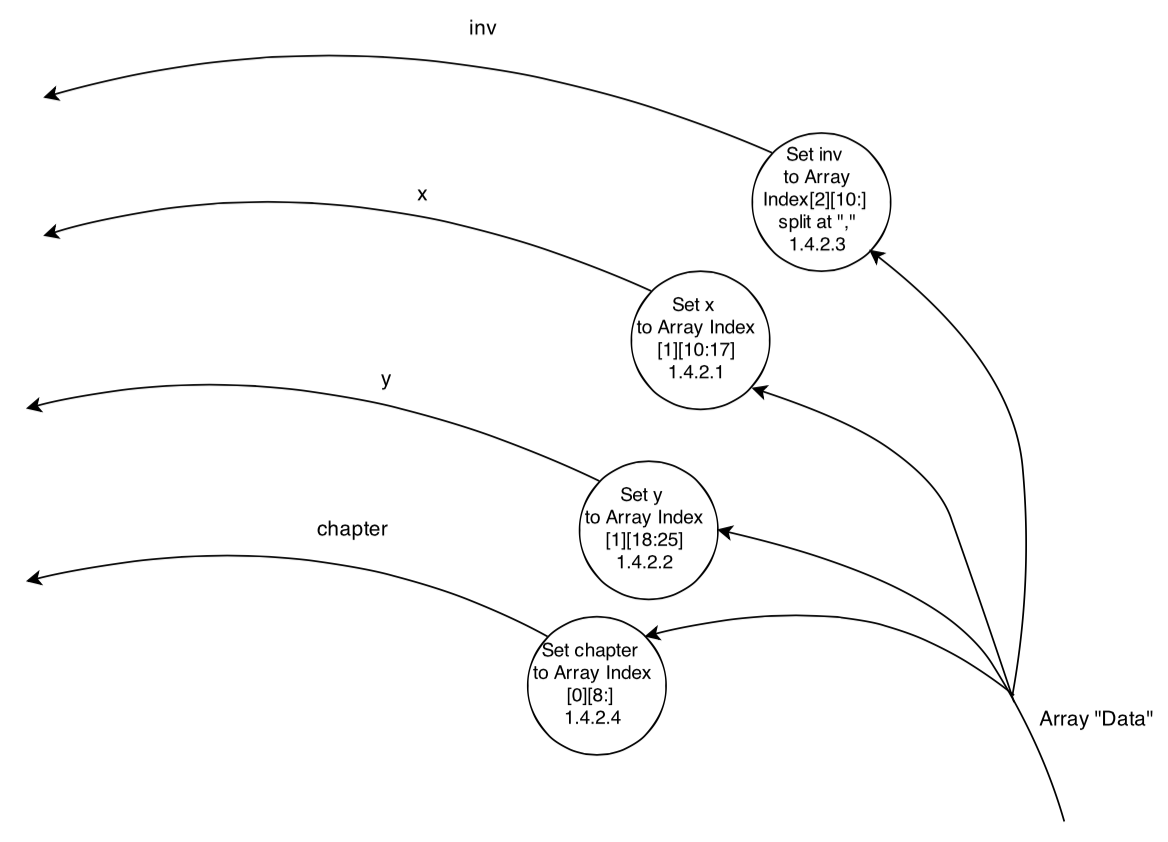 inv
Set inv
to Array
Index[2][10:]
split at ","
1.4.2.3
x
Set x
to Array Index
[1][10:17]
1.4.2.1
y
Set y
to Array Index
[1][18:25]
1.4.2.2
chapter
Set chapter
to Array Index
[0][8:]
1.4.2.4
Array "Data"